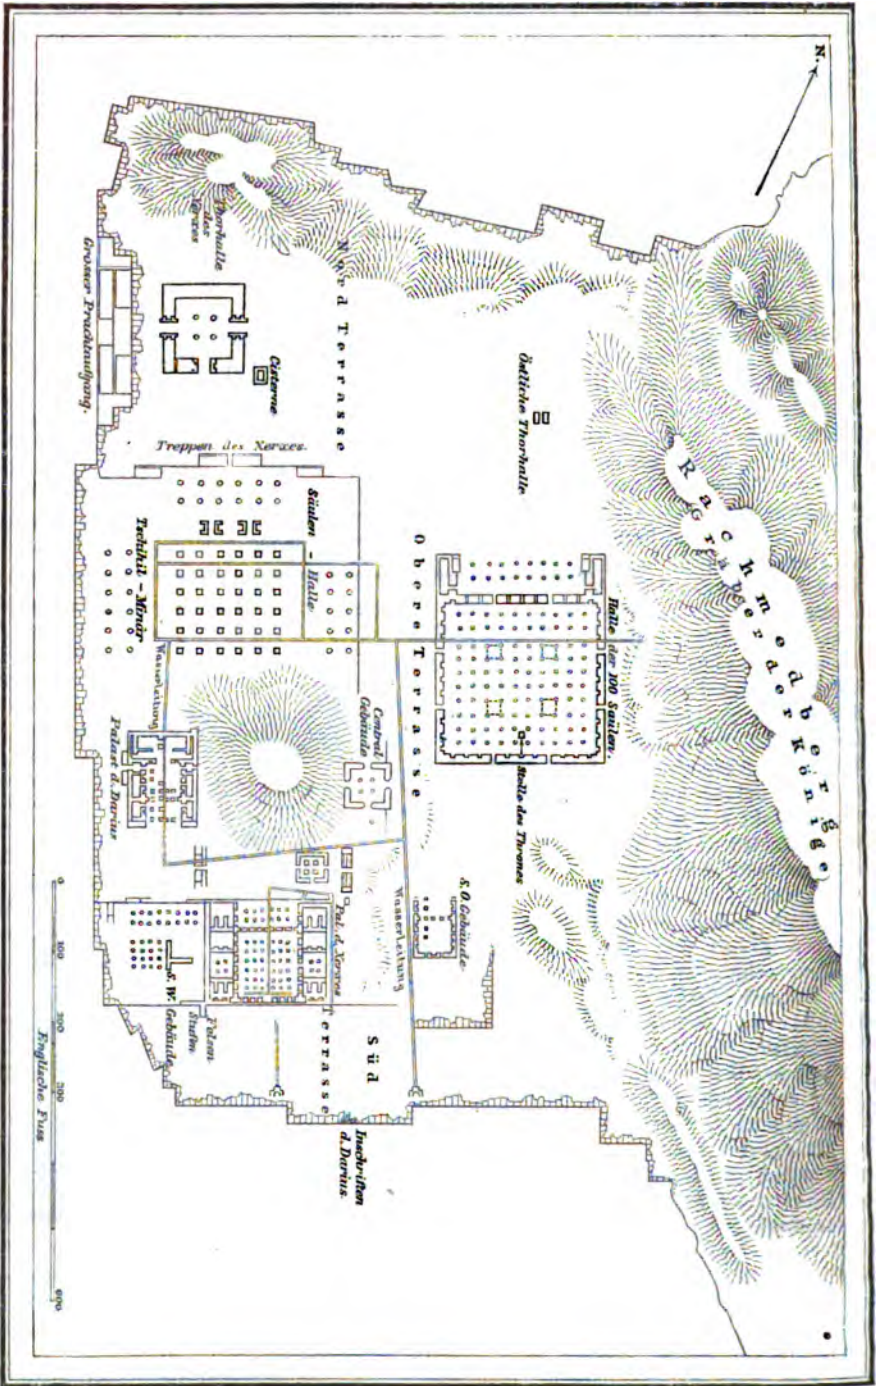 N.
Thorhalle
des
Xerxes
Nord Terrasse
Grosser Prachtaufgang.
Cisterne
Östliche Thorhalle
Treppen des Xerxes.
Säulen-Halle
Tschihil-Minâr
Obere Terrasse
Halle der 100 Säulen
Rachmedberg
Gräber der Könige
Wasserleitung
Palast d. Darius
Central
Gebäude
Stelle des Thrones
S. O. Gebäude
Wasserleitung
Pal. d. Xerxes
S. W. Gebäude
Felsen
Stufen
Süd
Terrasse
Inschriften
d. Darius.
0 100 200 300 600
Englische Fuss